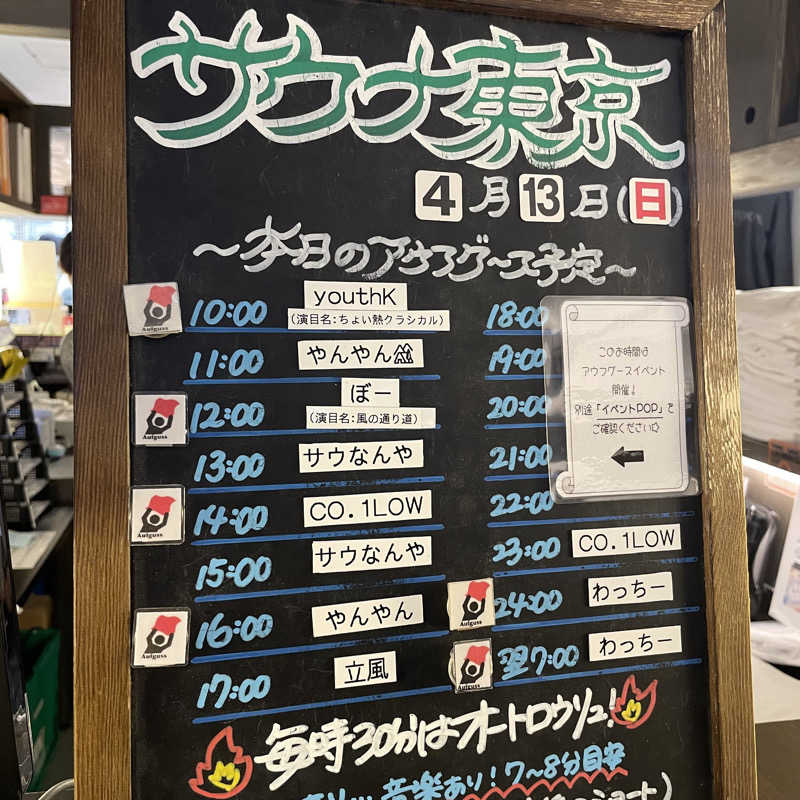 サウナ東京
4月13日(日)
～本日のアウフグース予定～
Aufguss 10:00 youthK
(演目名:ちょい熱クラシカル)
11:00 やんやん
Aufguss 12:00 ぼー
(演目名:風の通り道)
13:00 サウなんや
Aufguss 14:00 CO.1LOW
15:00 サウなんや
Aufguss 16:00 やんやん
17:00 立風
18:00
19:00
20:00
21:00
22:00
このお時間は
アウフグースイベント
開催！
別途「イベントPOP」で
ご確認ください
23:00 CO.1LOW
Aufguss 24:00 わっちー
Aufguss 翌7:00 わっちー
毎時30分はオートロウリュ!
音楽あり!7〜8分目安